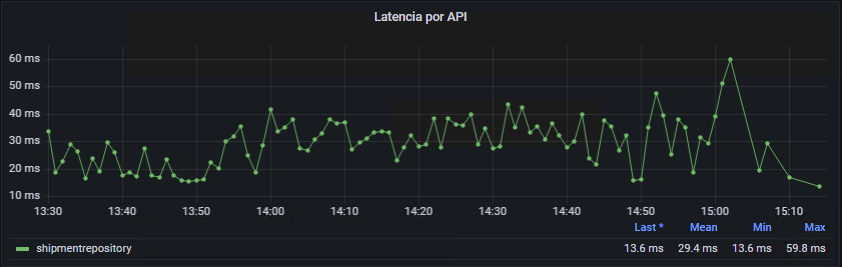 Latencia por API
60 ms
50 ms
40 ms
30 ms
20 ms
10 ms
13:30 13:40 13:50 14:00 14:10 14:20 14:30 14:40 14:50 15:00 15:10
Last * Mean Min Max
shipmentrepository 13.6 ms 29.4 ms 13.6 ms 59.8 ms